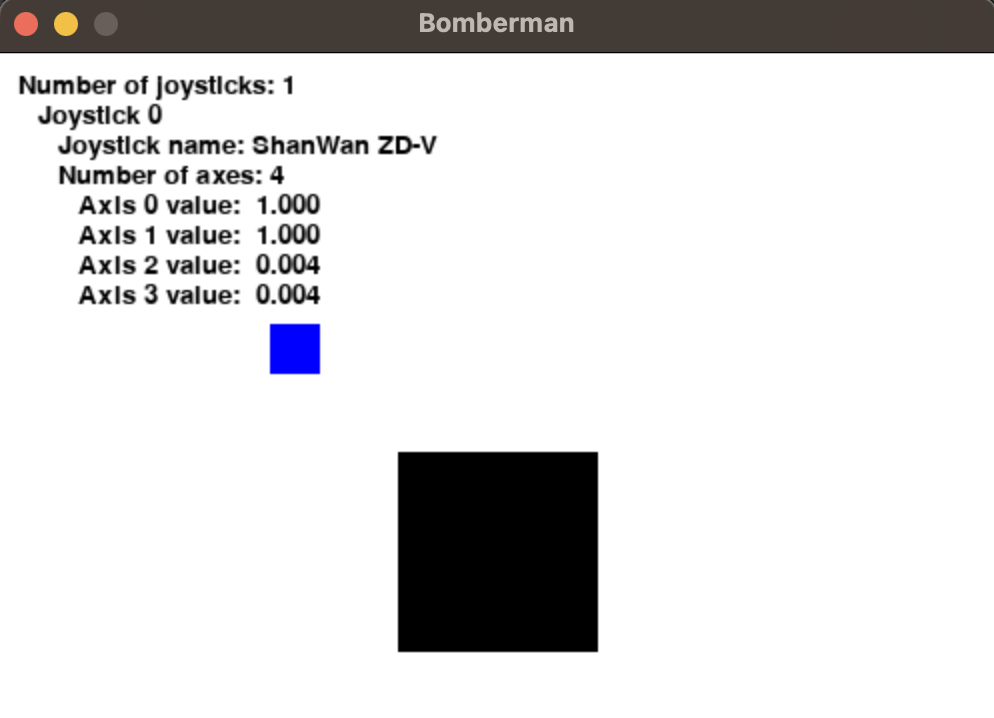 Bomberman
Number of joysticks: 1
Joystick 0
Joystick name: ShanWan ZD-V
Number of axes: 4
Axis 0 value: 1.000
Axis 1 value: 1.000
Axis 2 value: 0.004
Axis 3 value: 0.004